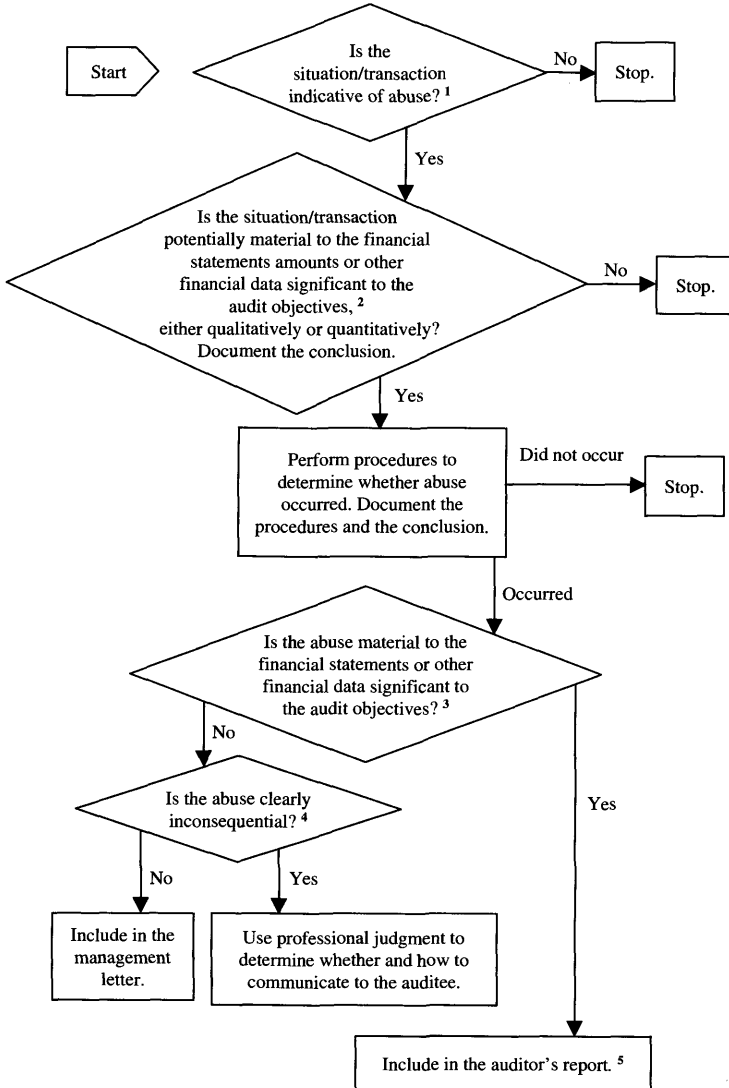 Start
Is the
situation/transaction
indicative of abuse? 1
No
Stop.
Yes
Is the situation/transaction
potentially material to the financial
statements amounts or other
financial data significant to the
audit objectives, 2
either qualitatively or quantitatively?
Document the conclusion.
No
Stop.
Yes
Perform procedures to
determine whether abuse
occurred. Document the
procedures and the conclusion.
Did not occur
Stop.
Occurred
Is the abuse material to the
financial statements or other
financial data significant to
the audit objectives? 3
No
Yes
Is the abuse clearly
inconsequential? 4
No
Yes
Include in the
management
letter.
Use professional judgment to
determine whether and how to
communicate to the auditee.
Include in the auditor's report. 5